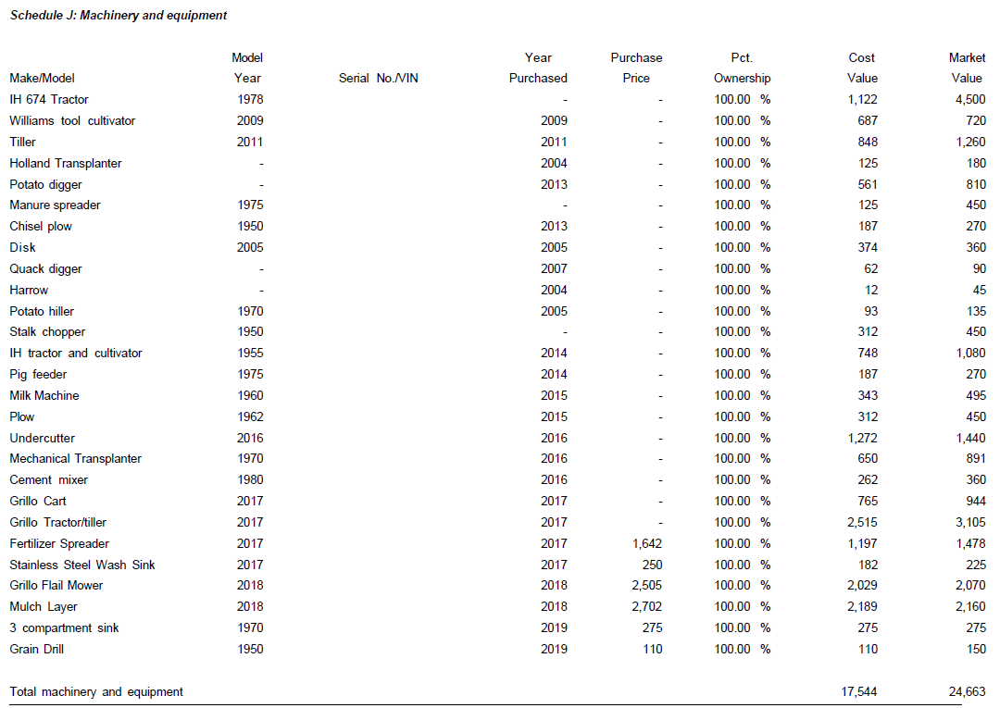 Schedule J: Machinery and equipment
Model Year Purchase Pct. Cost Market
Make/Model Year Serial No./VIN Purchased Price Ownership Value Value
IH 674 Tractor 1978 - - 100.00 % 1,122 4,500
Williams tool cultivator 2009 2009 - 100.00 % 687 720
Tiller 2011 2011 - 100.00 % 848 1,260
Holland Transplanter - 2004 - 100.00 % 125 180
Potato digger - 2013 - 100.00 % 561 810
Manure spreader 1975 - - 100.00 % 125 450
Chisel plow 1950 2013 - 100.00 % 187 270
Disk 2005 2005 - 100.00 % 374 360
Quack digger - 2007 - 100.00 % 62 90
Harrow - 2004 - 100.00 % 12 45
Potato hiller 1970 2005 - 100.00 % 93 135
Stalk chopper 1950 - - 100.00 % 312 450
IH tractor and cultivator 1955 2014 - 100.00 % 748 1,080
Pig feeder 1975 2014 - 100.00 % 187 270
Milk Machine 1960 2015 - 100.00 % 343 495
Plow 1962 2015 - 100.00 % 312 450
Undercutter 2016 2016 - 100.00 % 1,272 1,440
Mechanical Transplanter 1970 2016 - 100.00 % 650 891
Cement mixer 1980 2016 - 100.00 % 262 360
Grillo Cart 2017 2017 - 100.00 % 765 944
Grillo Tractor/tiller 2017 2017 - 100.00 % 2,515 3,105
Fertilizer Spreader 2017 2017 1,642 100.00 % 1,197 1,478
Stainless Steel Wash Sink 2017 2017 250 100.00 % 182 225
Grillo Flail Mower 2018 2018 2,505 100.00 % 2,029 2,070
Mulch Layer 2018 2018 2,702 100.00 % 2,189 2,160
3 compartment sink 1970 2019 275 100.00 % 275 275
Grain Drill 1950 2019 110 100.00 % 110 150
Total machinery and equipment 17,544 24,663